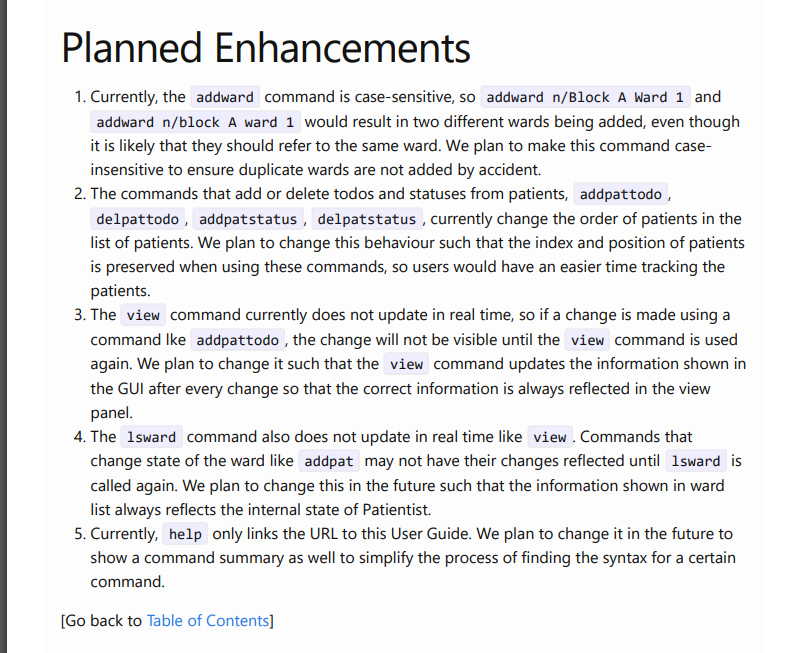 Planned Enhancements
1. Currently, the addward command is case-sensitive, so addward n/Block A Ward 1 and
addward n/block A ward 1 would result in two different wards being added, even though
it is likely that they should refer to the same ward. We plan to make this command case-
insensitive to ensure duplicate wards are not added by accident.
2. The commands that add or delete todos and statuses from patients, addpattodo,
delpattodo, addpatstatus, delpatstatus, currently change the order of patients in the
list of patients. We plan to change this behaviour such that the index and position of patients
is preserved when using these commands, so users would have an easier time tracking the
patients.
3. The view command currently does not update in real time, so if a change is made using a
command lke addpattodo, the change will not be visible until the view command is used
again. We plan to change it such that the view command updates the information shown in
the GUI after every change so that the correct information is always reflected in the view
panel.
4. The lsward command also does not update in real time like view. Commands that
change state of the ward like addpat may not have their changes reflected until lsward is
called again. We plan to change this in the future such that the information shown in ward
list always reflects the internal state of Patientist.
5. Currently, help only links the URL to this User Guide. We plan to change it in the future to
show a command summary as well to simplify the process of finding the syntax for a certain
command.
[Go back to Table of Contents]